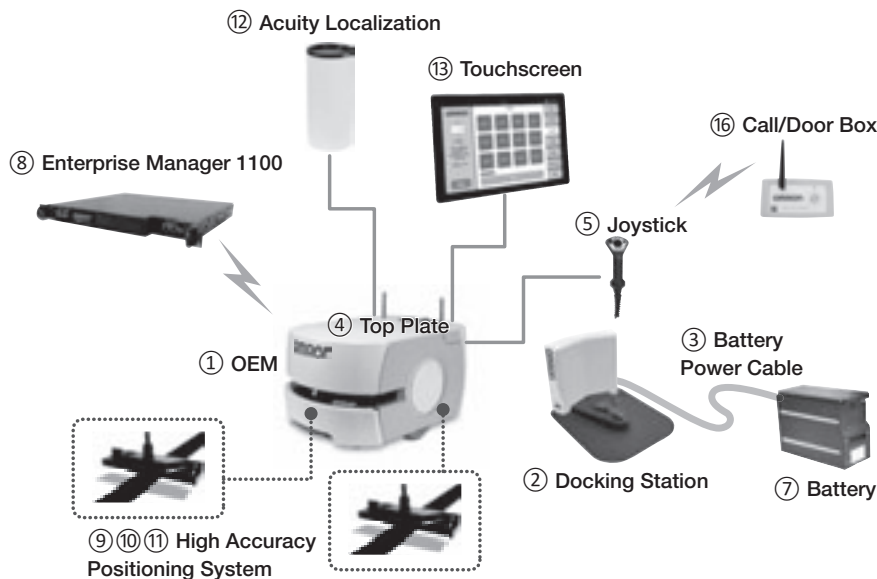 ⑫ Acuity Localization
⑬ Touchscreen
⑯ Call/Door Box
⑧ Enterprise Manager 1100
⑤ Joystick
④ Top Plate
① OEM
③ Battery
Power Cable
② Docking Station
⑦ Battery
⑨⑩⑪ High Accuracy
Positioning System